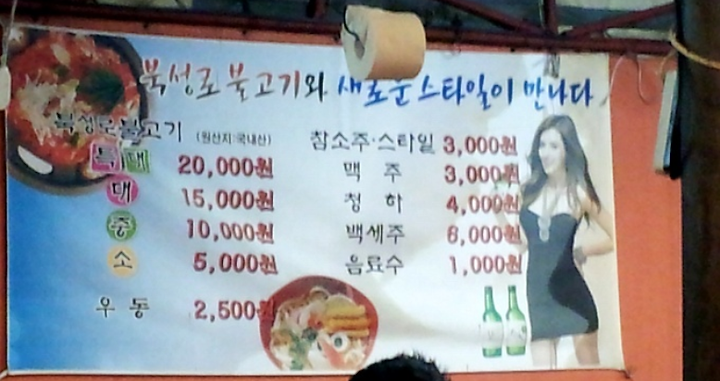 북성로 불고기와 새로운 스타일이 만나다
북성로불고기 (원산지:국내산)
특대 20,000원
대 15,000원
중 10,000원
소 5,000원
우동 2,500원
참소주·스타일 3,000원
맥주 3,000원
청하 4,000원
백세주 6,000원
음료수 1,000원